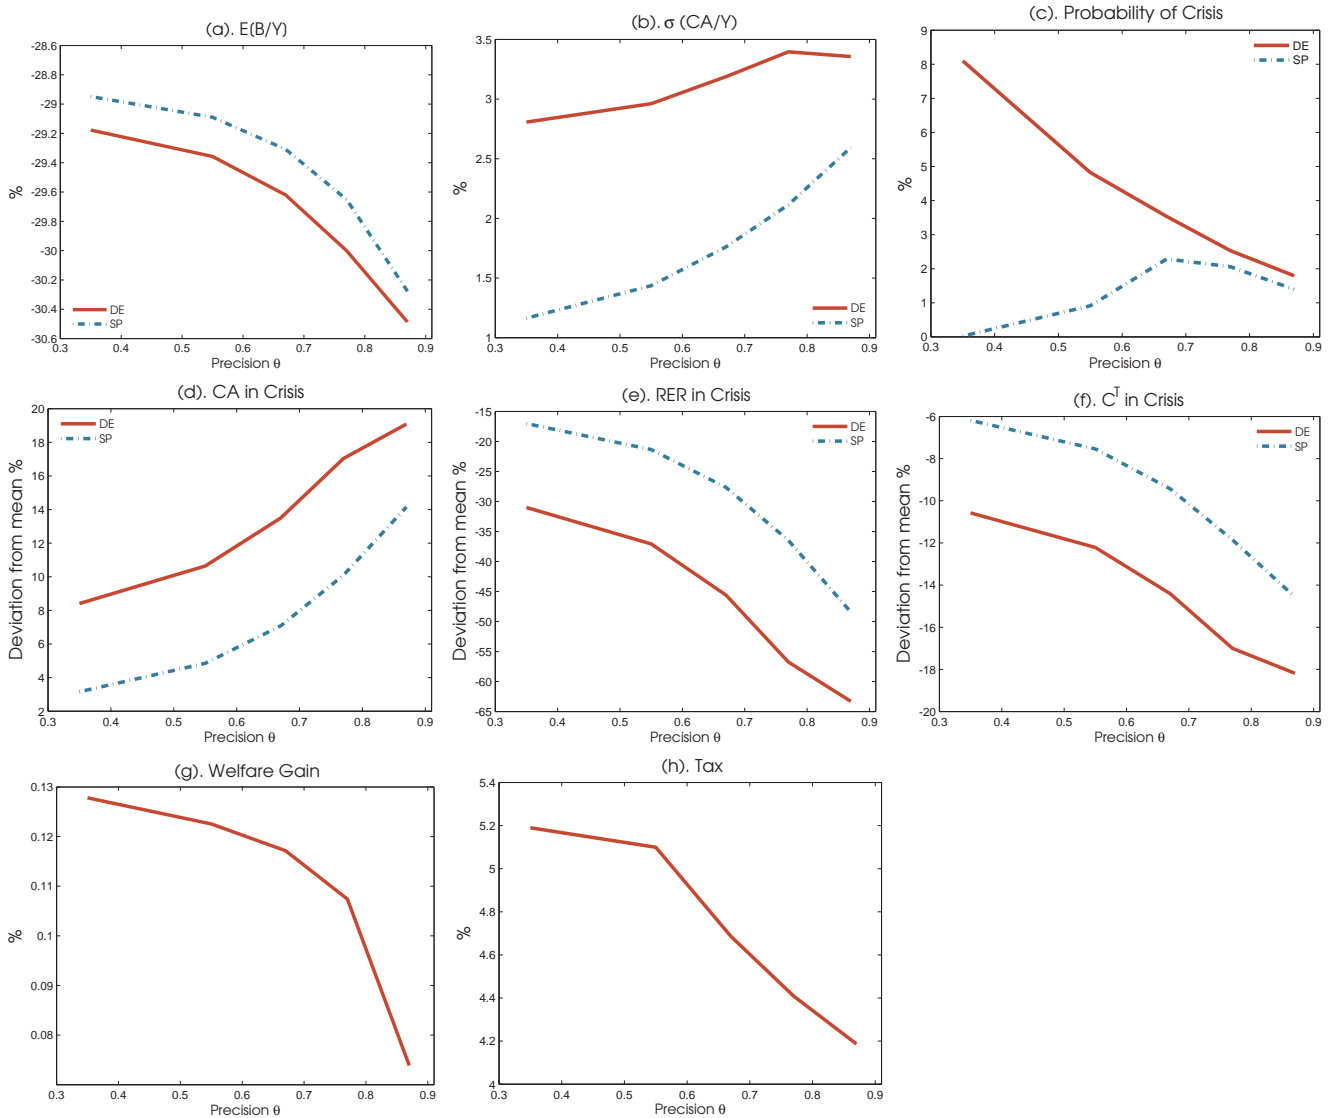 (a). E[B/Y]
-28.6
-28.8
-29
-29.2
-29.4
-29.6
-29.8
-30
-30.2
-30.4
-30.6
%
DE
SP
0.3 0.4 0.5 0.6 0.7 0.8 0.9
Precision θ
(b). σ (CA/Y)
3.5
3
2.5
2
1.5
1
%
DE
SP
0.3 0.4 0.5 0.6 0.7 0.8 0.9
Precision θ
(c). Probability of Crisis
9
8
7
6
5
4
3
2
1
0
%
DE
SP
0.3 0.4 0.5 0.6 0.7 0.8 0.9
Precision θ
(d). CA in Crisis
20
18
16
14
12
10
8
6
4
2
Deviation from mean %
DE
SP
0.3 0.4 0.5 0.6 0.7 0.8 0.9
Precision θ
(e). RER in Crisis
-15
-20
-25
-30
-35
-40
-45
-50
-55
-60
-65
Deviation from mean %
DE
SP
0.3 0.4 0.5 0.6 0.7 0.8 0.9
Precision θ
(f). C^T in Crisis
-6
-8
-10
-12
-14
-16
-18
-20
Deviation from mean %
DE
SP
0.3 0.4 0.5 0.6 0.7 0.8 0.9
Precision θ
(g). Welfare Gain
0.13
0.12
0.11
0.1
0.09
0.08
%
0.3 0.4 0.5 0.6 0.7 0.8 0.9
Precision θ
(h). Tax
5.4
5.2
5
4.8
4.6
4.4
4.2
4
%
0.3 0.4 0.5 0.6 0.7 0.8 0.9
Precision θ